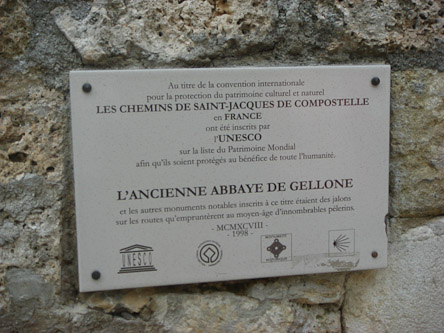 Au titre de la convention internationale
pour la protection du patrimoine culturel et naturel
LES CHEMINS DE SAINT-JACQUES DE COMPOSTELLE
en FRANCE
ont été inscrits par
l'UNESCO
sur la liste du Patrimoine Mondial
afin qu'ils soient protégés au bénéfice de toute l'humanité.
L'ANCIENNE ABBAYE DE GELLONE
et les autres monuments notables inscrits à ce titre étaient des jalons
sur les routes qu'empruntèrent au moyen-âge d'innombrables pèlerins.
- MCMXCVIII -
- 1998 -
UNESCO